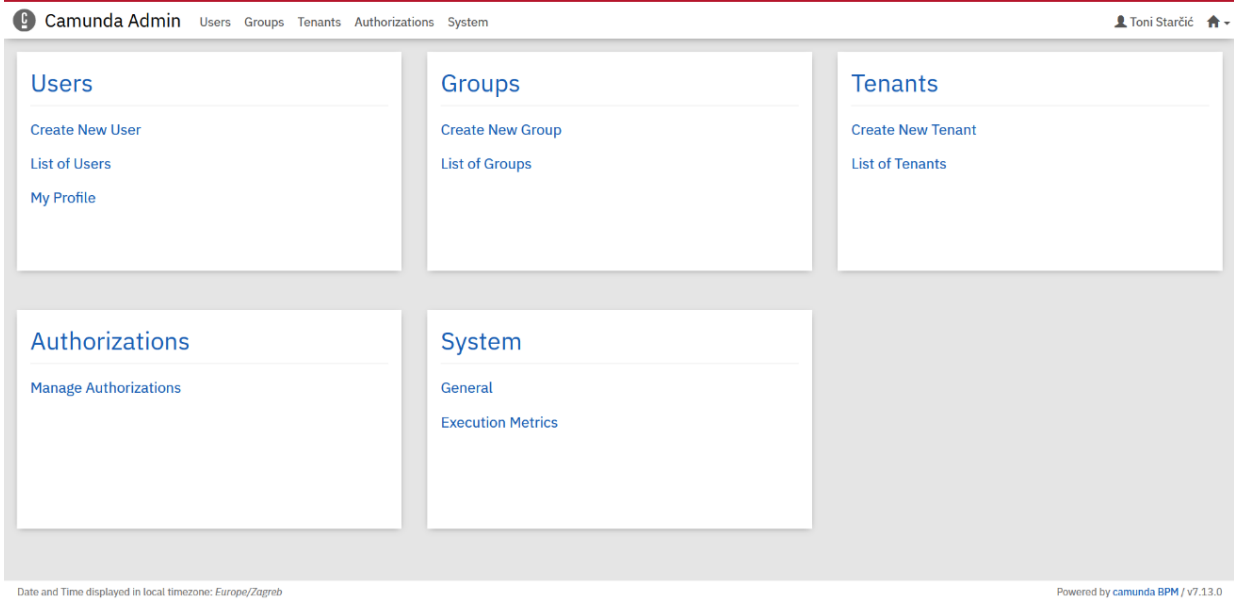 Camunda Admin Users Groups Tenants Authorizations System Toni Starčić
Users
Create New User
List of Users
My Profile
Groups
Create New Group
List of Groups
Tenants
Create New Tenant
List of Tenants
Authorizations
Manage Authorizations
System
General
Execution Metrics
Date and Time displayed in local timezone: Europe/Zagreb
Powered by camunda BPM / v7.13.0